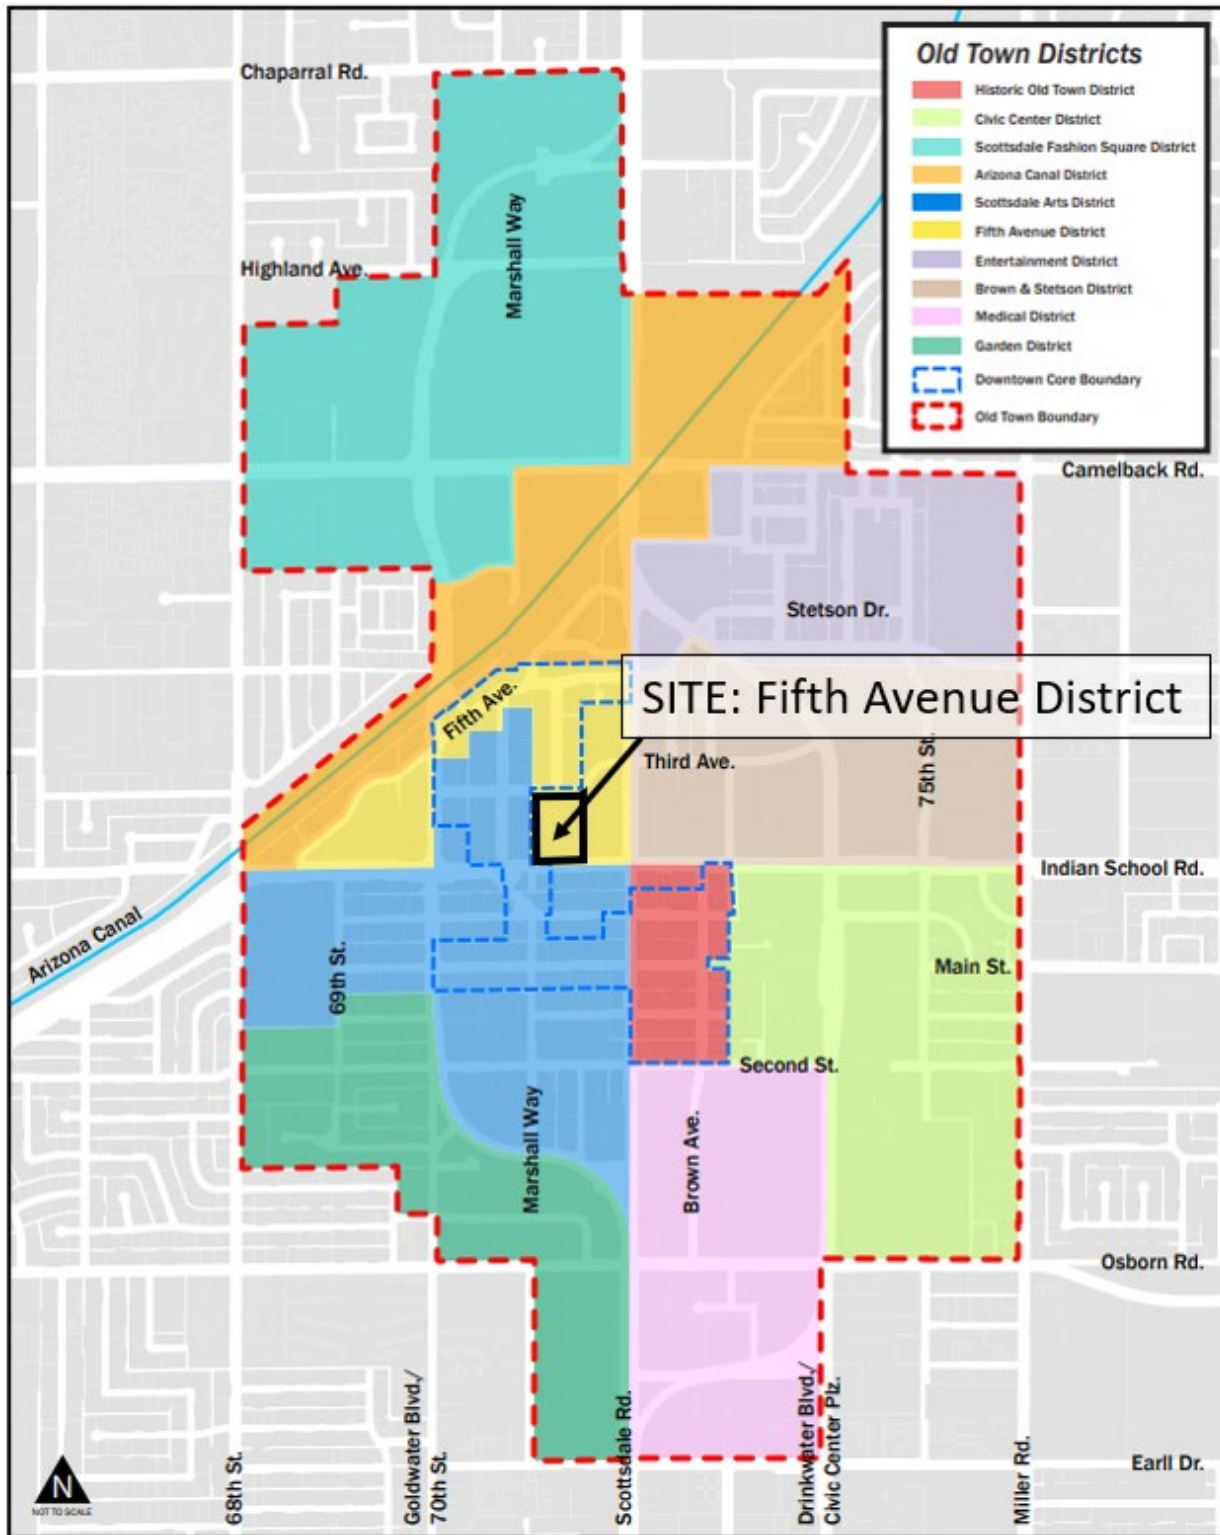 Old Town Districts
Historic Old Town District
Civic Center District
Scottsdale Fashion Square District
Arizona Canal District
Scottsdale Arts District
Fifth Avenue District
Entertainment District
Brown & Stetson District
Medical District
Garden District
Downtown Core Boundary
Old Town Boundary
Chaparral Rd.
Marshall Way
Highland Ave.
Camelback Rd.
Stetson Dr.
SITE: Fifth Avenue District
Fifth Ave.
Third Ave.
75th St.
Indian School Rd.
Arizona Canal
69th St.
Main St.
Second St.
Marshall Way
Brown Ave.
Osborn Rd.
Earll Dr.
68th St.
Goldwater Blvd./
70th St.
Scottsdale Rd.
Drinkwater Blvd./
Civic Center Plz.
Miller Rd.
N
NOT TO SCALE